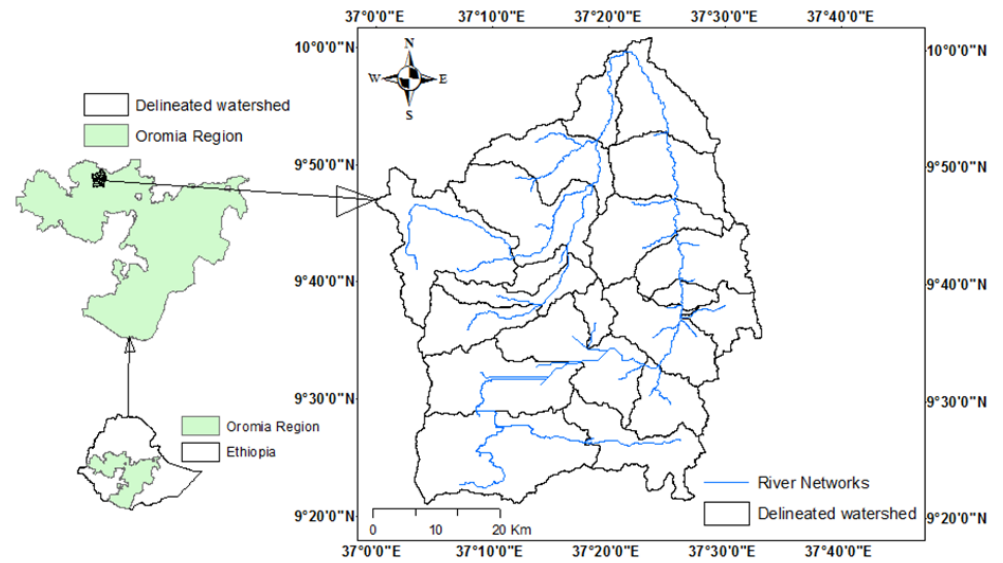 37°0'0"E 37°10'0"E 37°20'0"E 37°30'0"E 37°40'0"E
10°0'0"N
10°0'0"N
N
W E
S
Delineated watershed
Oromia Region
9°50'0"N
9°50'0"N
9°40'0"N
9°40'0"N
9°30'0"N
9°30'0"N
Oromia Region
Ethiopia
River Networks
Delineated watershed
0 10 20 Km
9°20'0"N
9°20'0"N
37°0'0"E 37°10'0"E 37°20'0"E 37°30'0"E 37°40'0"E